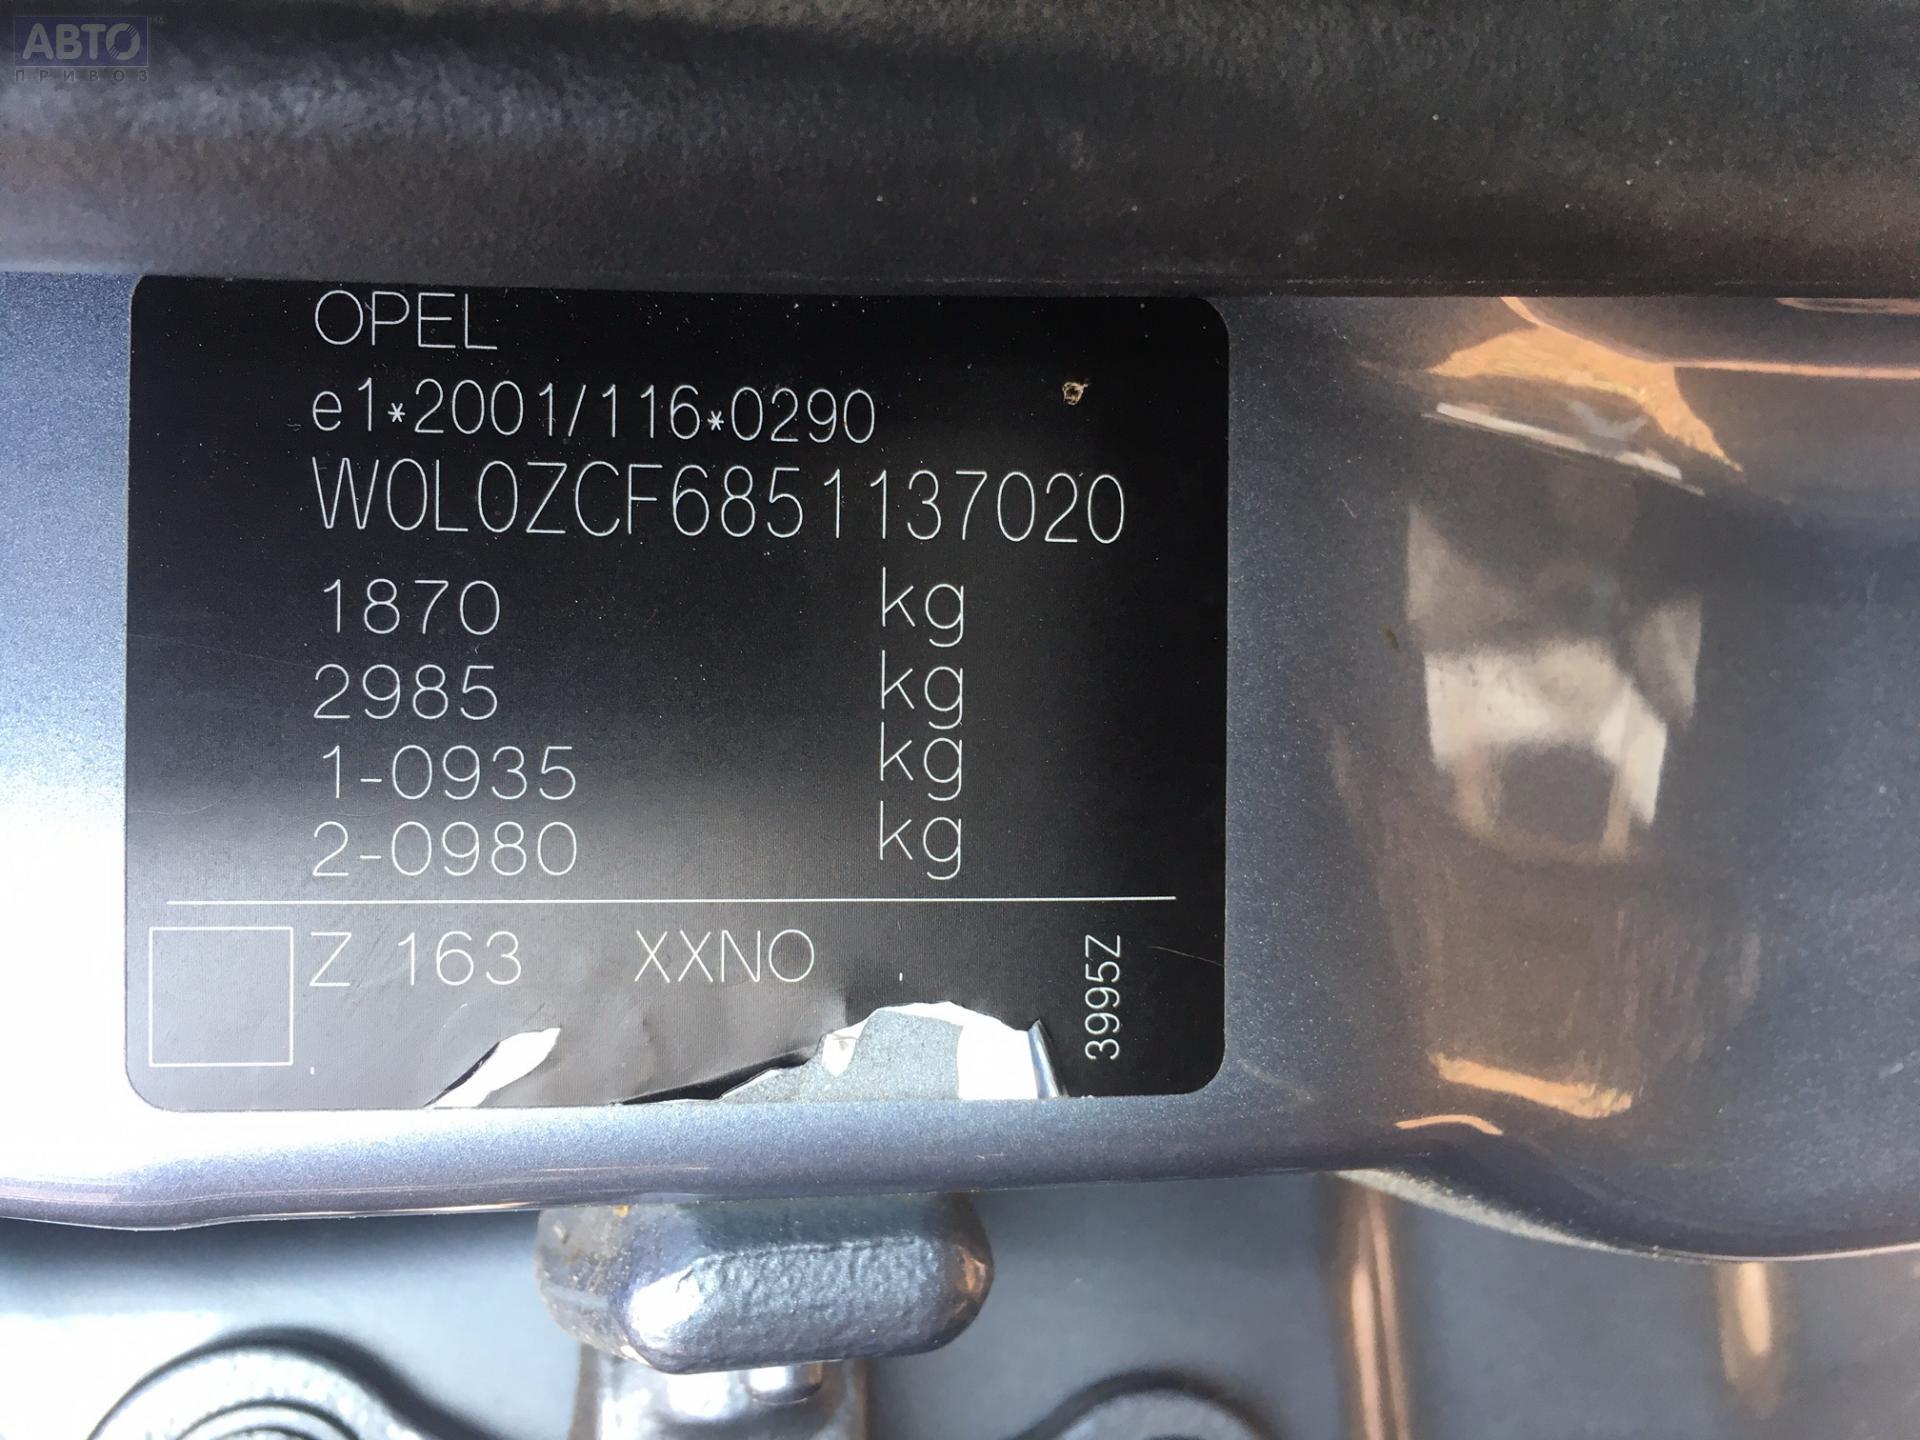 АВТО
ПРИВОЗ
OPEL
e1*2001/116*0290
W0L0ZCF6851137020
1870 kg
2985 kg
1-0935 kg
2-0980 kg
Z 163 XXNO
3995Z